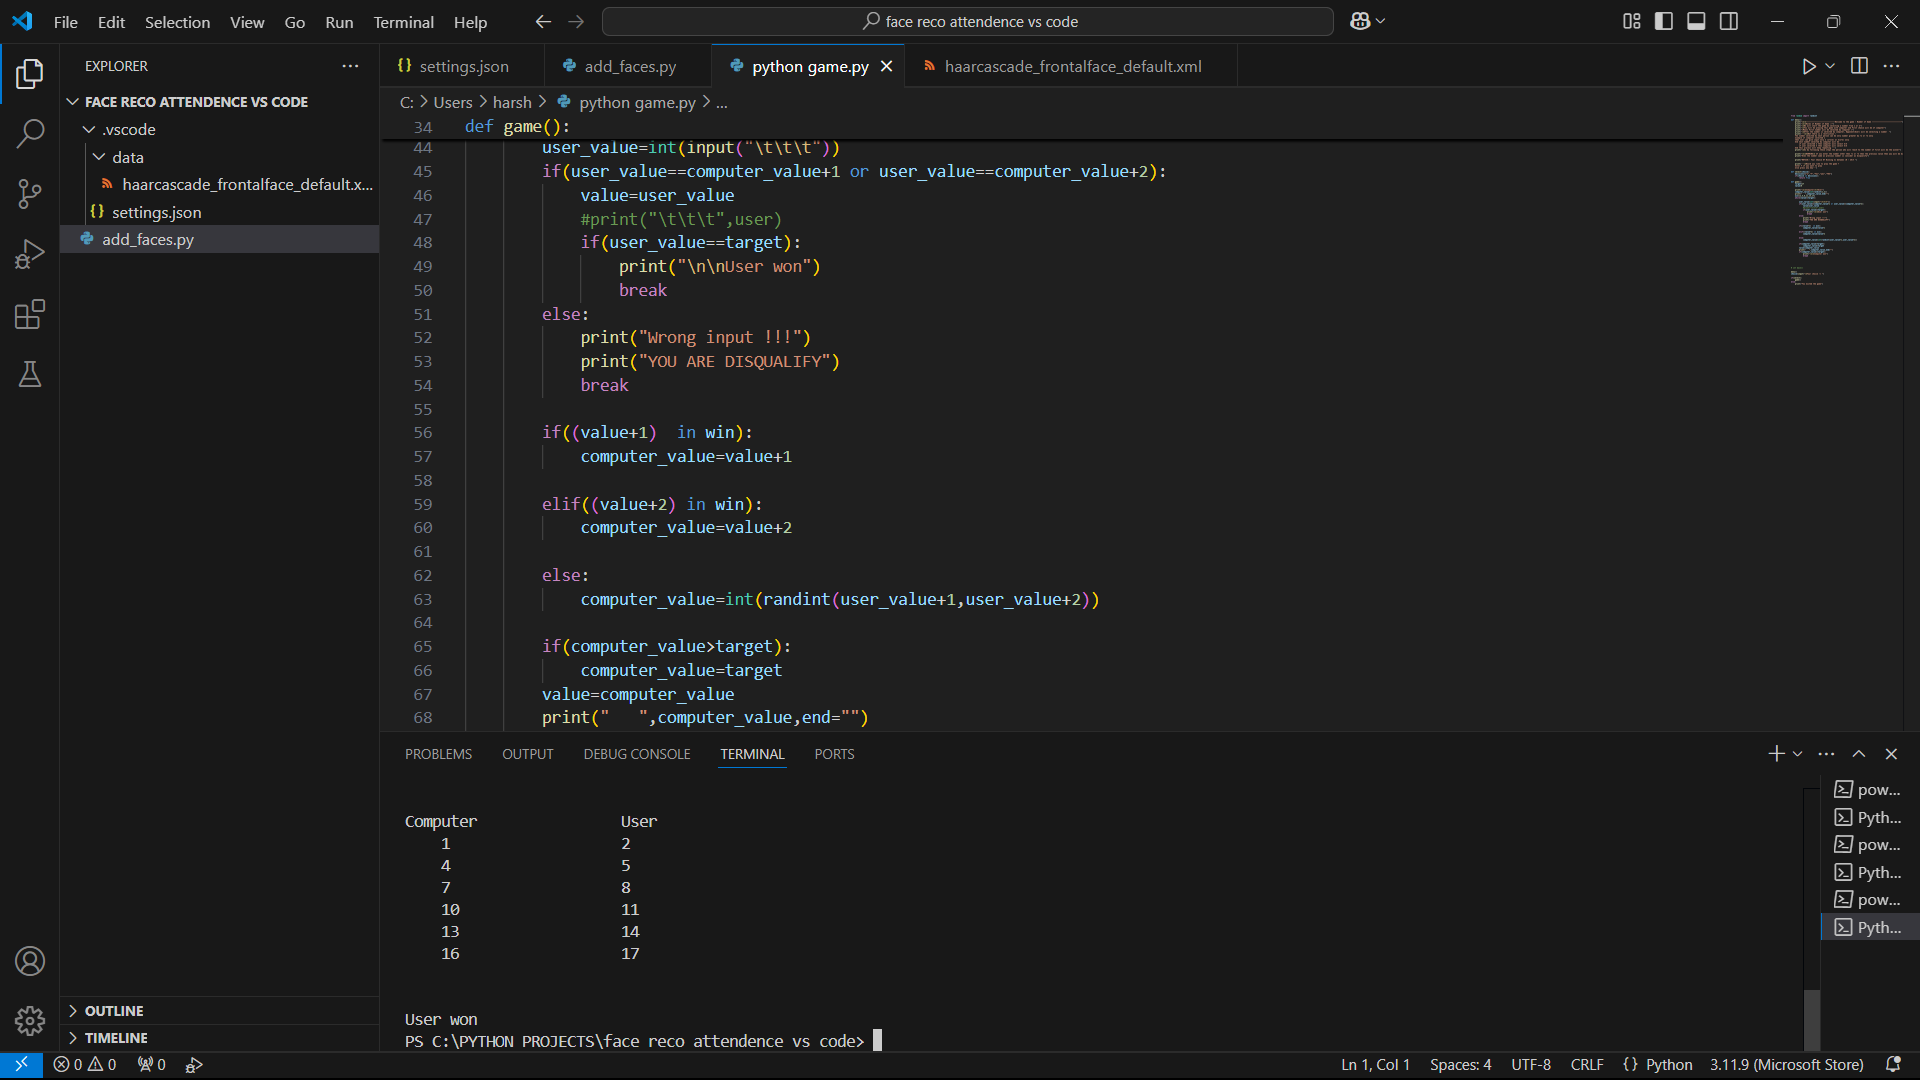 File Edit Selection View Go Run Terminal Help
face reco attendence vs code
EXPLORER
FACE RECO ATTENDENCE VS CODE
.vscode
data
haarcascade_frontalface_default.x...
settings.json
add_faces.py
OUTLINE
TIMELINE
settings.json
add_faces.py
python game.py
haarcascade_frontalface_default.xml
C: > Users > harsh > python game.py > ...
34 def game():
44 user_value=int(input("\t\t\t"))
45 if(user_value==computer_value+1 or user_value==computer_value+2):
46 value=user_value
47 #print("\t\t\t",user)
48 if(user_value==target):
49 print("\n\nUser won")
50 break
51 else:
52 print("Wrong input !!!")
53 print("YOU ARE DISQUALIFY")
54 break
55
56 if((value+1)  in win):
57 computer_value=value+1
58
59 elif((value+2) in win):
60 computer_value=value+2
61
62 else:
63 computer_value=int(randint(user_value+1,user_value+2))
64
65 if(computer_value>target):
66 computer_value=target
67 value=computer_value
68 print("   ",computer_value,end="")
PROBLEMS OUTPUT DEBUG CONSOLE TERMINAL PORTS
Computer User
1 2
4 5
7 8
10 11
13 14
16 17
User won
PS C:\PYTHON PROJECTS\face reco attendence vs code>
pow...
Pyth...
pow...
Pyth...
pow...
Pyth...
0 0 0
Ln 1, Col 1 Spaces: 4 UTF-8 CRLF {} Python 3.11.9 (Microsoft Store)